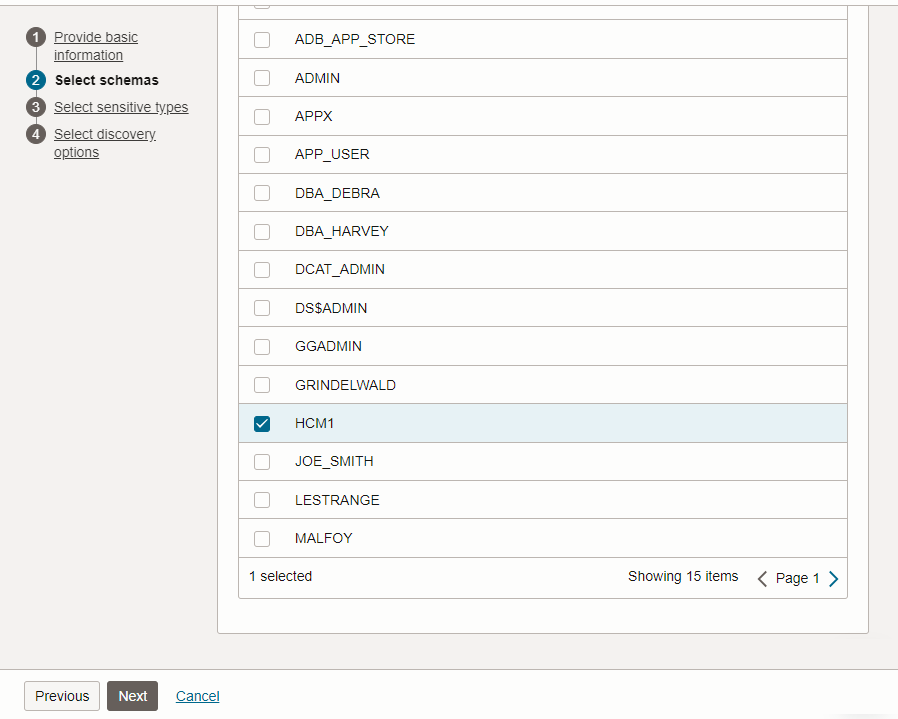 1 Provide basic
information
2 Select schemas
3 Select sensitive types
4 Select discovery
options
ADB_APP_STORE
ADMIN
APPX
APP_USER
DBA_DEBRA
DBA_HARVEY
DCAT_ADMIN
DS$ADMIN
GGADMIN
GRINDELWALD
HCM1
JOE_SMITH
LESTRANGE
MALFOY
1 selected
Showing 15 items
Page 1
Previous
Next
Cancel